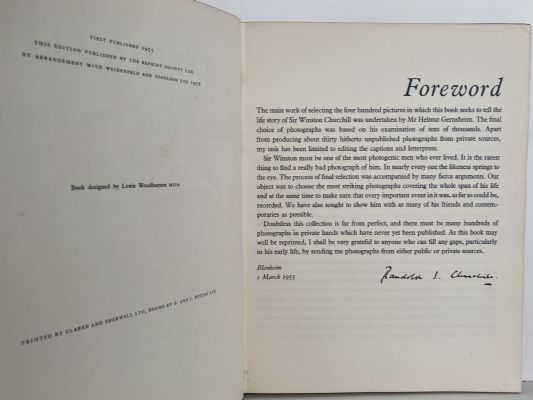 FIRST PUBLISHED 1955
THIS EDITION PUBLISHED BY THE REPRINT SOCIETY LTD
BY ARRANGEMENT WITH WEIDENFELD AND NICOLSON LTD 1956
Book designed by Lewis Woudhuysen MSIA
PRINTED BY CLARKE AND SHERWELL LTD, BOUND BY G. AND J. KITCAT LTD
Foreword
The main work of selecting the four hundred pictures in which this book seeks to tell the
life story of Sir Winston Churchill was undertaken by Mr Helmut Gernsheim. The final
choice of photographs was based on his examination of tens of thousands. Apart
from producing about thirty hitherto unpublished photographs from private sources,
my task has been limited to editing the captions and letterpress.
Sir Winston must be one of the most photogenic men who ever lived. It is the rarest
thing to find a really bad photograph of him. In nearly every one the likeness springs to
the eye. The process of final selection was accompanied by many fierce arguments. Our
object was to choose the most striking photographs covering the whole span of his life
and at the same time to make sure that every important event in it was, as far as could be,
recorded. We have also sought to show him with as many of his friends and contem-
poraries as possible.
Doubtless this collection is far from perfect, and there must be many hundreds of
photographs in private hands which have never yet been published. As this book may
well be reprinted, I shall be very grateful to anyone who can fill any gaps, particularly
in his early life, by sending me photographs from either public or private sources.
Blenheim
1 March 1955
Randolph S. Churchill